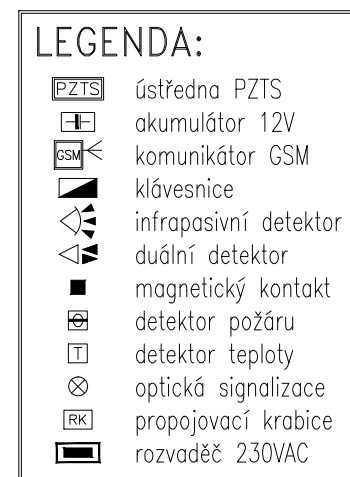 LEGENDA:
PZTS ústředna PZTS
akumulátor 12V
GSM komunikátor GSM
klávesnice
infrapasivní detektor
duální detektor
magnetický kontakt
detektor požáru
T detektor teploty
optická signalizace
RK propojovací krabice
rozvaděč 230VAC